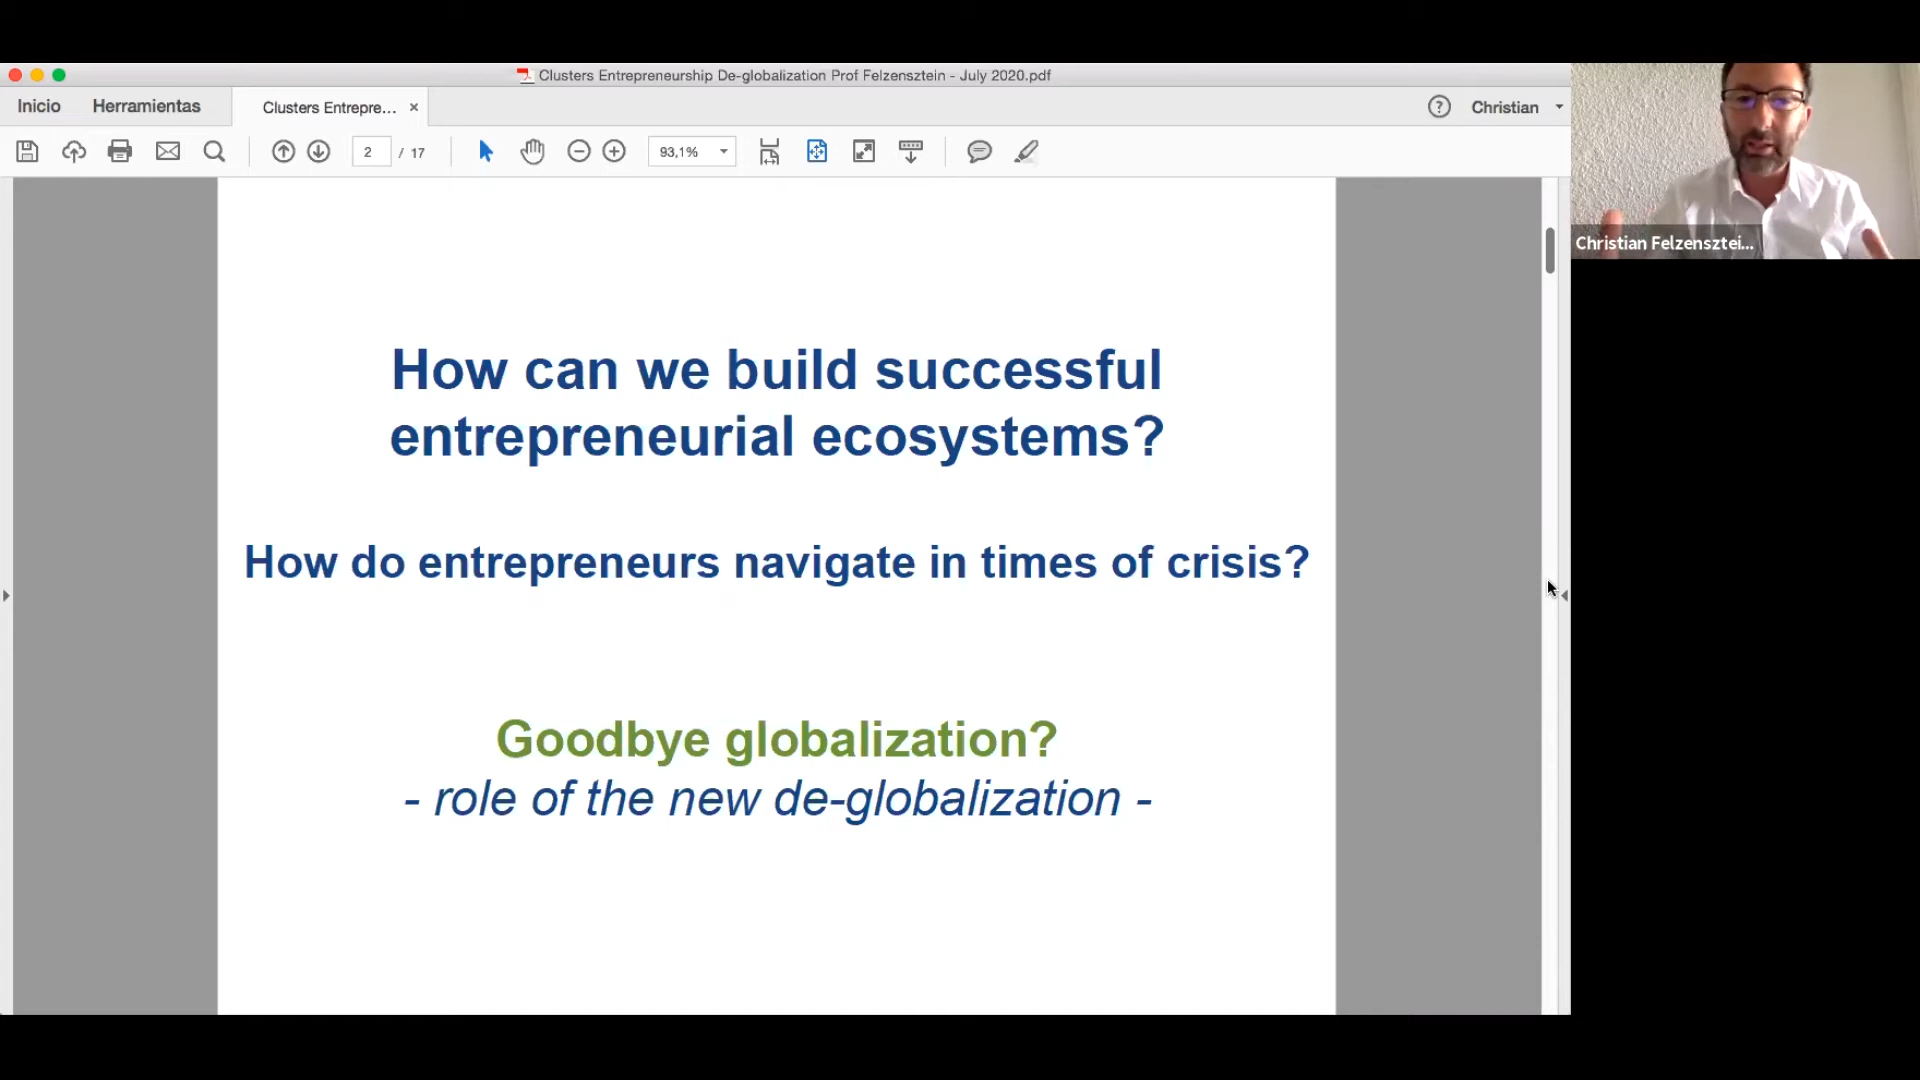 Clusters Entrepreneurship De-globalization Prof Felzensztein - July 2020.pdf
Inicio
Herramientas
Clusters Entrepre... ×
? Christian
2 / 17
93,1%
Christian Felzensztei...
How can we build successful
entrepreneurial ecosystems?
How do entrepreneurs navigate in times of crisis?
Goodbye globalization?
- role of the new de-globalization -